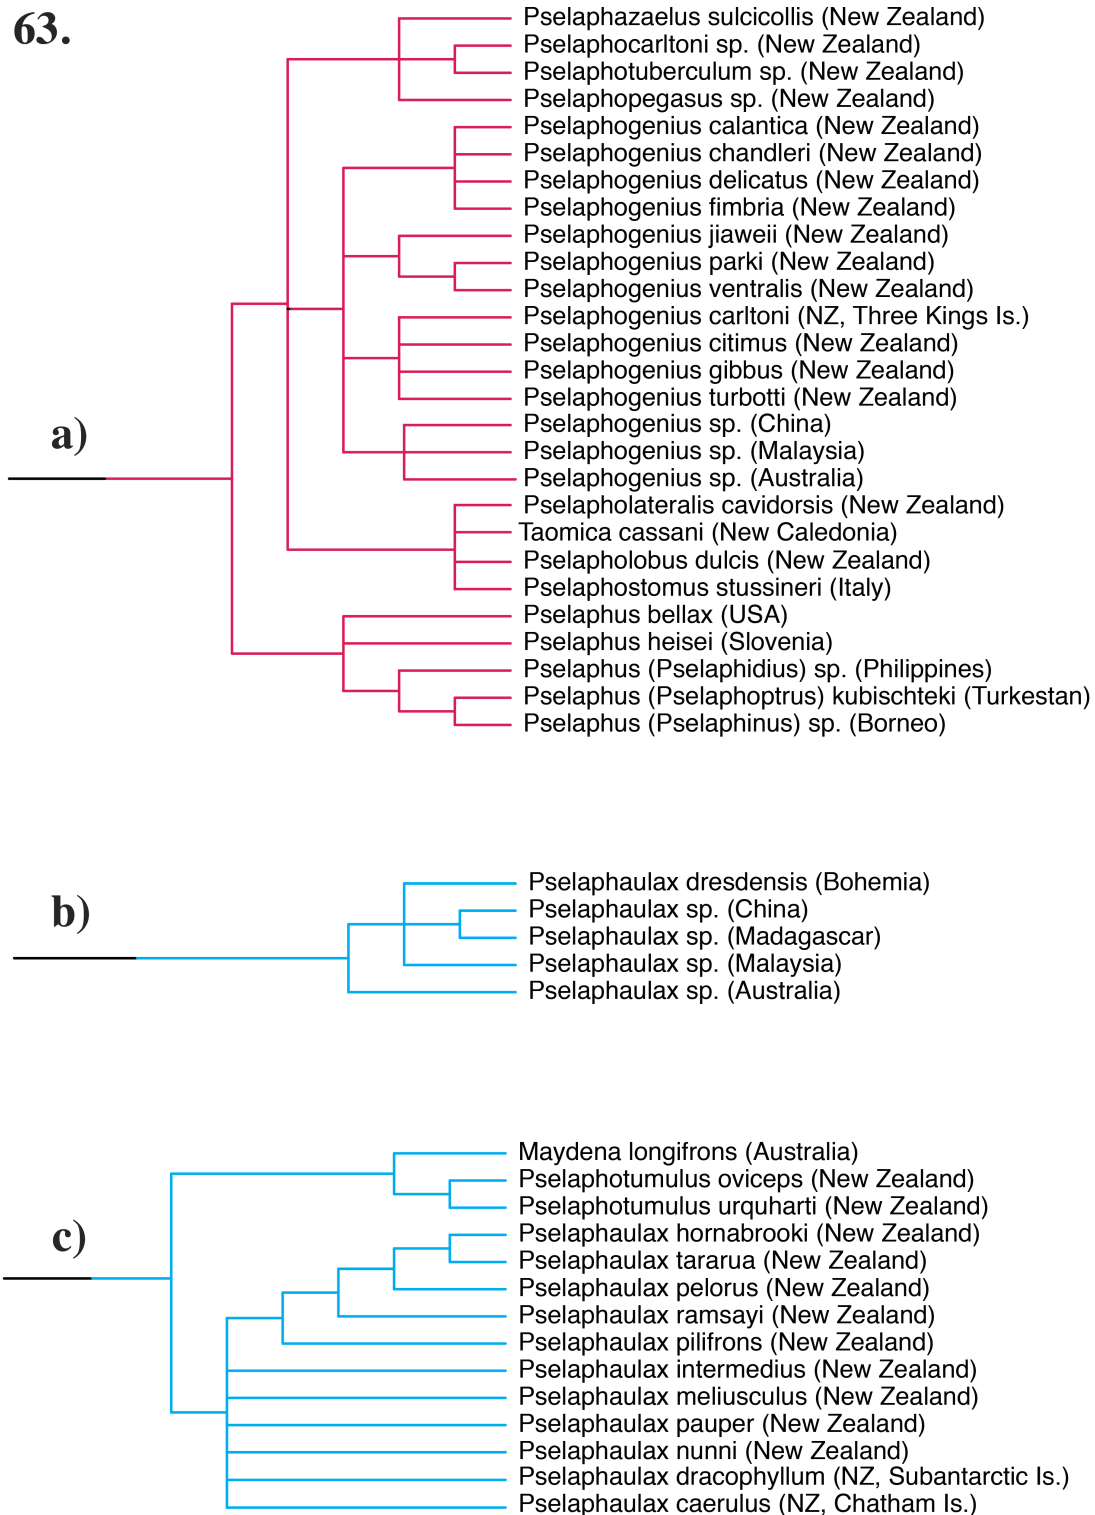 63.
Pselaphazaelus sulcicollis (New Zealand)
Pselaphocarltoni sp. (New Zealand)
Pselaphotuberculum sp. (New Zealand)
Pselaphopegasus sp. (New Zealand)
Pselaphogenius calantica (New Zealand)
Pselaphogenius chandleri (New Zealand)
Pselaphogenius delicatus (New Zealand)
Pselaphogenius fimbria (New Zealand)
Pselaphogenius jiaweii (New Zealand)
Pselaphogenius parki (New Zealand)
Pselaphogenius ventralis (New Zealand)
Pselaphogenius carltoni (NZ, Three Kings Is.)
Pselaphogenius citimus (New Zealand)
Pselaphogenius gibbus (New Zealand)
Pselaphogenius turbotti (New Zealand)
a)
Pselaphogenius sp. (China)
Pselaphogenius sp. (Malaysia)
Pselaphogenius sp. (Australia)
Pselapholateralis cavidorsis (New Zealand)
Taomica cassani (New Caledonia)
Pselapholobus dulcis (New Zealand)
Pselaphostomus stussineri (Italy)
Pselaphus bellax (USA)
Pselaphus heisei (Slovenia)
Pselaphus (Pselaphidius) sp. (Philippines)
Pselaphus (Pselaphoptrus) kubischteki (Turkestan)
Pselaphus (Pselaphinus) sp. (Borneo)
b)
Pselaphaulax dresdensis (Bohemia)
Pselaphaulax sp. (China)
Pselaphaulax sp. (Madagascar)
Pselaphaulax sp. (Malaysia)
Pselaphaulax sp. (Australia)
Maydena longifrons (Australia)
Pselaphotumulus oviceps (New Zealand)
Pselaphotumulus urquharti (New Zealand)
c)
Pselaphaulax hornabrooki (New Zealand)
Pselaphaulax tararua (New Zealand)
Pselaphaulax pelorus (New Zealand)
Pselaphaulax ramsayi (New Zealand)
Pselaphaulax pilifrons (New Zealand)
Pselaphaulax intermedius (New Zealand)
Pselaphaulax meliusculus (New Zealand)
Pselaphaulax pauper (New Zealand)
Pselaphaulax nunni (New Zealand)
Pselaphaulax dracophyllum (NZ, Subantarctic Is.)
Pselaphaulax caerulus (NZ, Chatham Is.)